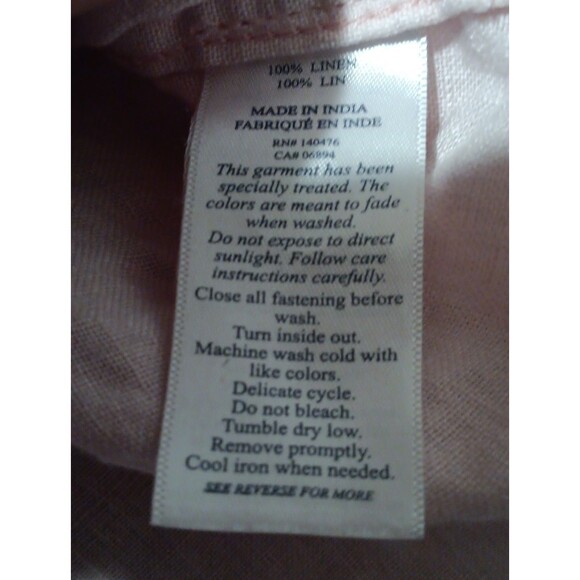 100% LINEN
100% LIN
MADE IN INDIA
FABRIQUÉ EN INDE
RN# 140476
CA# 06894
This garment has been
specially treated. The
colors are meant to fade
when washed.
Do not expose to direct
sunlight. Follow care
instructions carefully.
Close all fastening before
wash.
Turn inside out.
Machine wash cold with
like colors.
Delicate cycle.
Do not bleach.
Tumble dry low.
Remove promptly.
Cool iron when needed.
SEE REVERSE FOR MORE